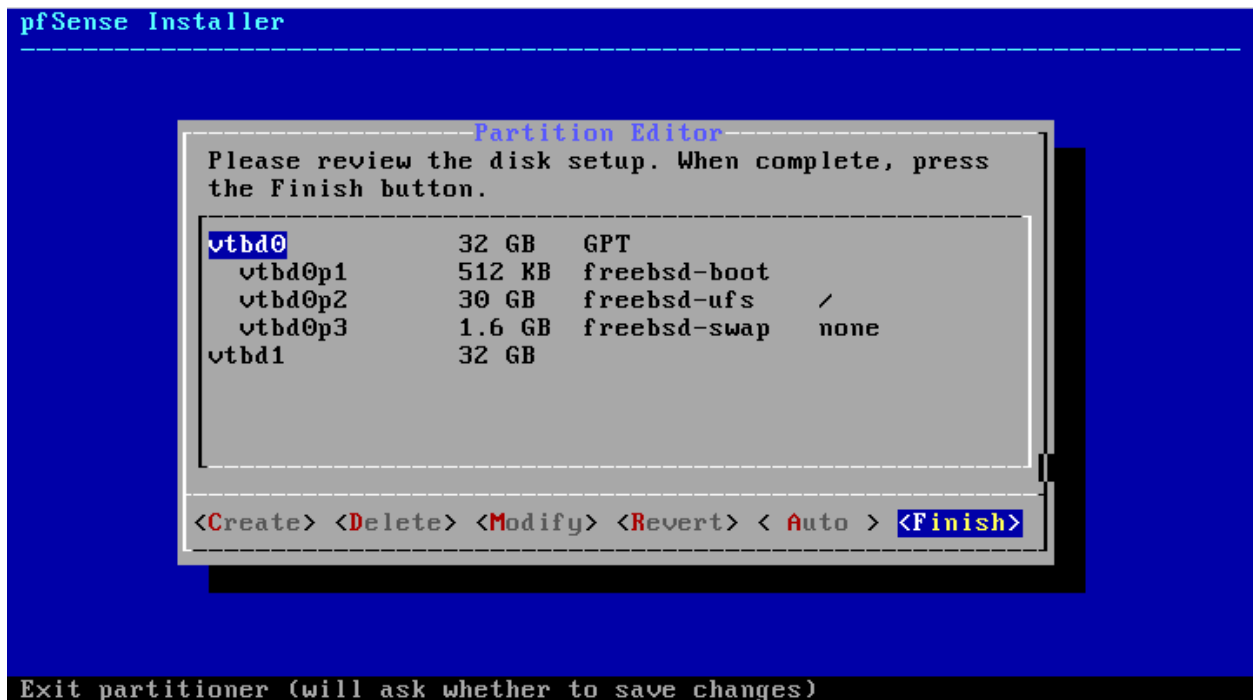 pfSense Installer
Partition Editor
Please review the disk setup. When complete, press
the Finish button.
vtbd0 32 GB GPT
vtbd0p1 512 KB freebsd-boot
vtbd0p2 30 GB freebsd-ufs /
vtbd0p3 1.6 GB freebsd-swap none
vtbd1 32 GB
<Create> <Delete> <Modify> <Revert> < Auto > <Finish>
Exit partitioner (will ask whether to save changes)